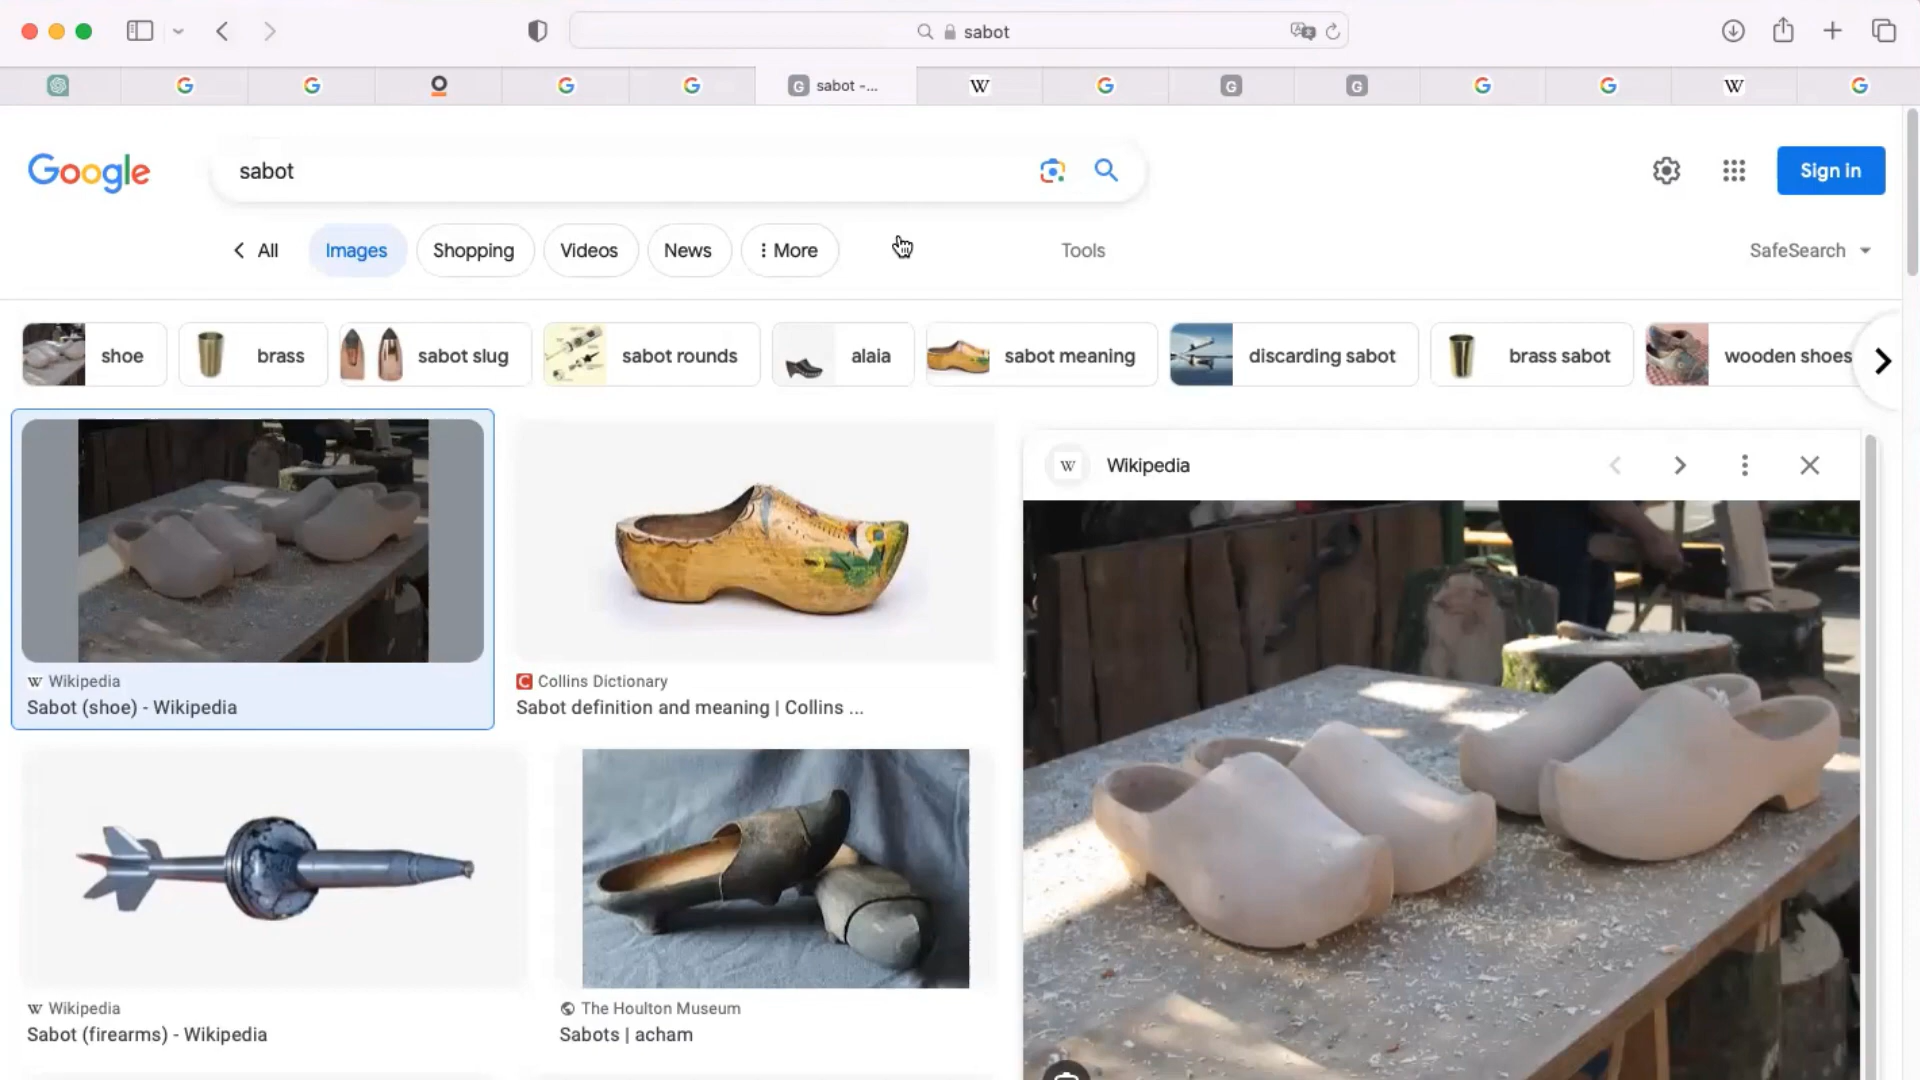 sabot
sabot -...
Google
sabot
Sign in
All
Images
Shopping
Videos
News
More
Tools
SafeSearch
shoe
brass
sabot slug
sabot rounds
alaia
sabot meaning
discarding sabot
brass sabot
wooden shoes
W Wikipedia
Sabot (shoe) - Wikipedia
C Collins Dictionary
Sabot definition and meaning | Collins ...
W Wikipedia
W Wikipedia
Sabot (firearms) - Wikipedia
The Houlton Museum
Sabots | acham